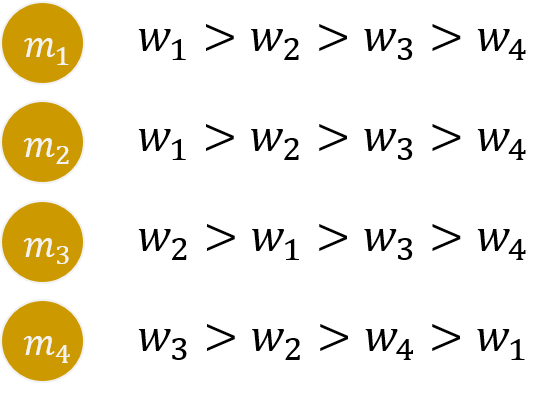 m₁ w₁ > w₂ > w₃ > w₄
m₂ w₁ > w₂ > w₃ > w₄
m₃ w₂ > w₁ > w₃ > w₄
m₄ w₃ > w₂ > w₄ > w₁